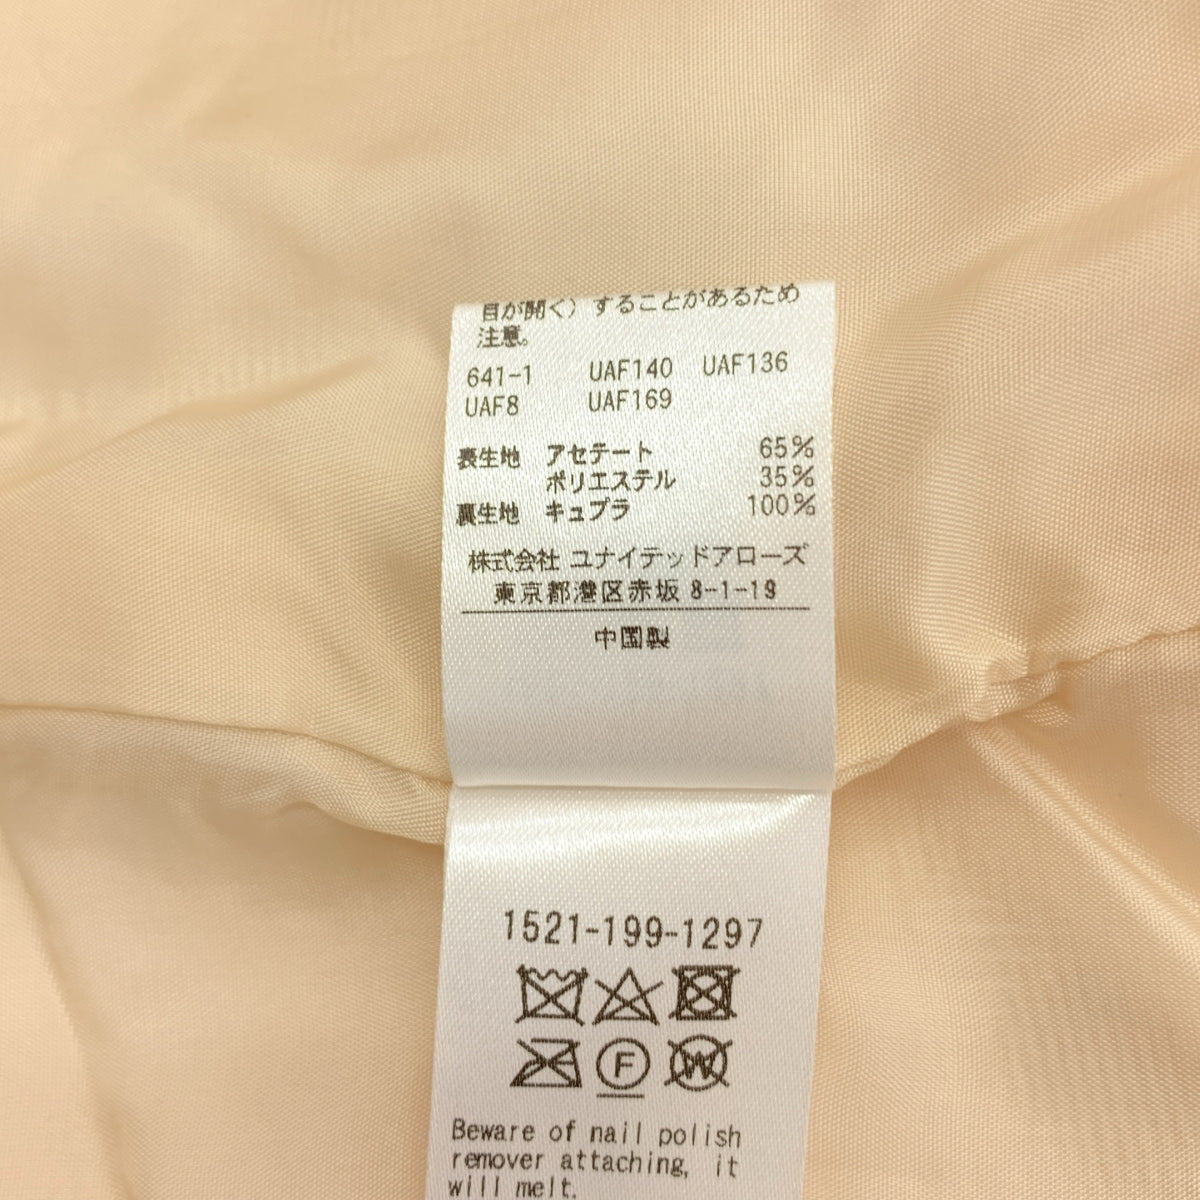 目が開く）することがあるため
注意。
641-1 UAF140 UAF136
UAF8 UAF169
表生地 アセテート 65%
ポリエステル 35%
裏生地 キュプラ 100%
株式会社 ユナイテッドアローズ
東京都港区赤坂 8-1-19
中国製
1521-199-1297
F
W
Beware of nail polish
remover attaching, it
will melt.